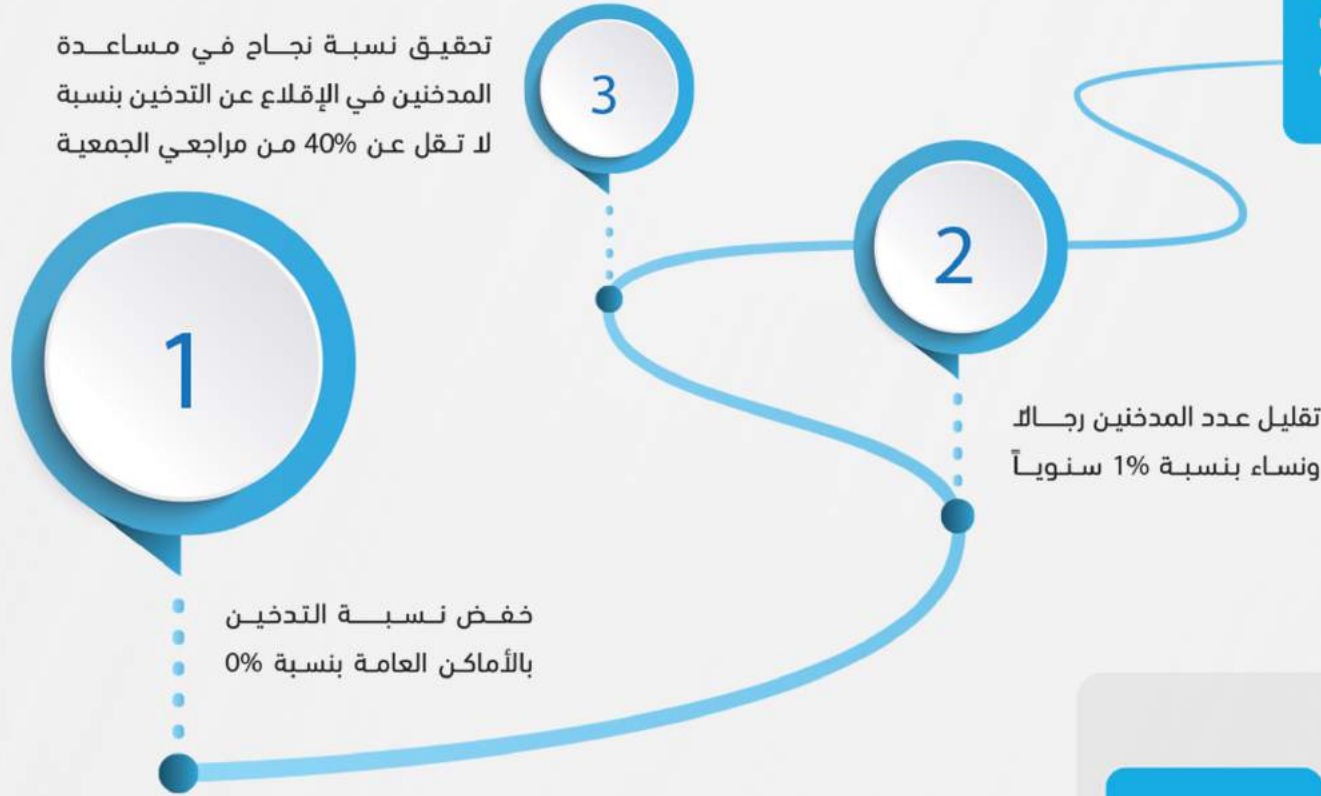 تحقيق نسبة نجاح في مساعدة
المدخنين في الإقلاع عن التدخين بنسبة
لا تقل عن 40% من مراجعي الجمعية
3
2
1
تقليل عدد المدخنين رجالاً
ونساء بنسبة 1% سنوياً
خفض نسبة التدخين
بالأماكن العامة بنسبة 0%